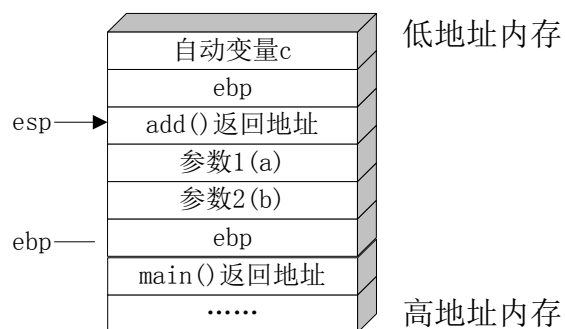 低地址内存
自动变量c
ebp
esp
add()返回地址
参数1(a)
参数2(b)
ebp
ebp
main()返回地址
……
高地址内存